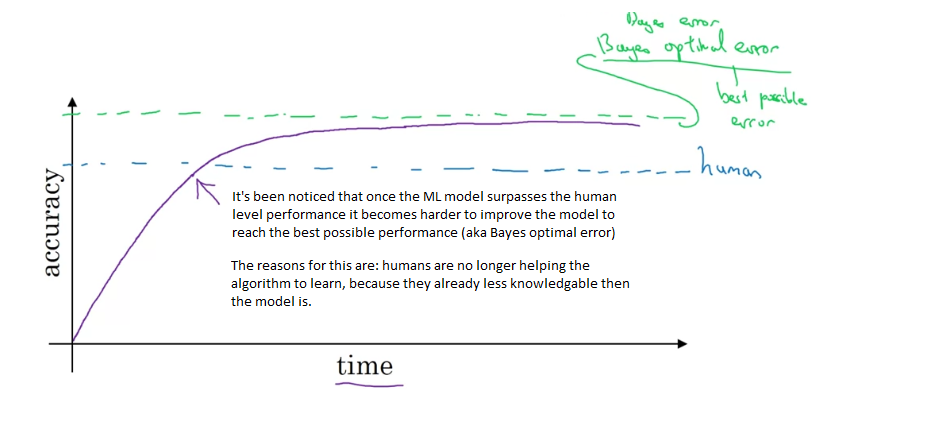 Bayes error
Bayes optimal error
best possible
error
human
accuracy
It's been noticed that once the ML model surpasses the human
level performance it becomes harder to improve the model to
reach the best possible performance (aka Bayes optimal error)
The reasons for this are: humans are no longer helping the
algorithm to learn, because they already less knowledgable then
the model is.
time